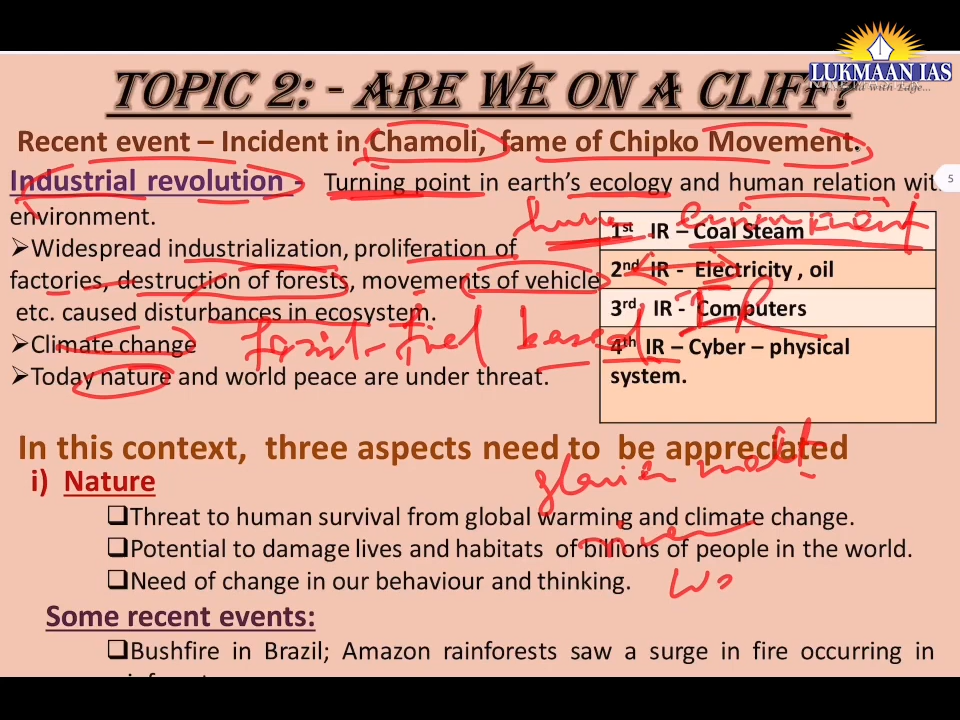 LUKMAAN IAS
TOPIC 2: - ARE WE ON A CLIFF?
Recent event – Incident in Chamoli, fame of Chipko Movement.
5
Industrial revolution - Turning point in earth's ecology and human relation with
environment.
environment
1st IR – Coal Steam
➢Widespread industrialization, proliferation of
2nd IR - Electricity , oil
factories, destruction of forests, movements of vehicle
3rd IR - Computers
etc. caused disturbances in ecosystem.
4th IR – Cyber – physical
system.
➢Climate change
based
➢Today nature and world peace are under threat.
In this context, three aspects need to be appreciated
i) Nature
❑Threat to human survival from global warming and climate change.
❑Potential to damage lives and habitats of billions of people in the world.
❑Need of change in our behaviour and thinking.
Some recent events:
❑Bushfire in Brazil; Amazon rainforests saw a surge in fire occurring in